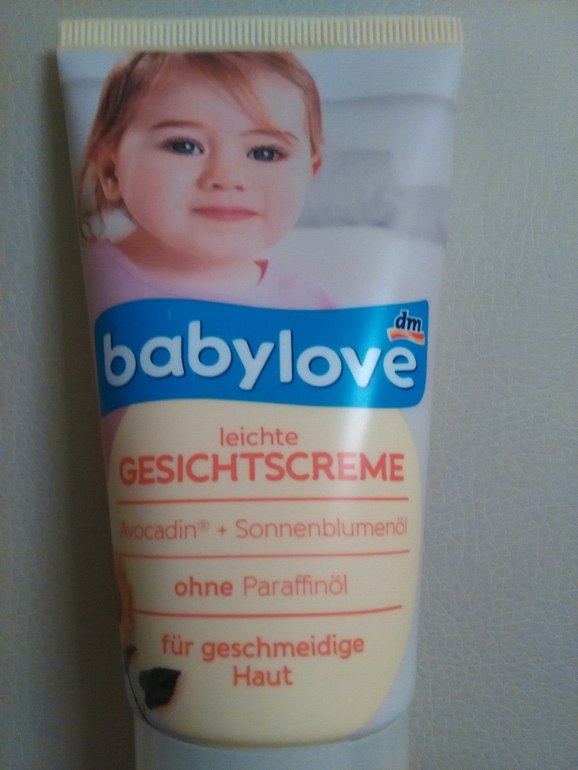 dm
babylove
leichte
GESICHTSCREME
Avocadin® + Sonnenblumenöl
ohne Paraffinöl
für geschmeidige
Haut